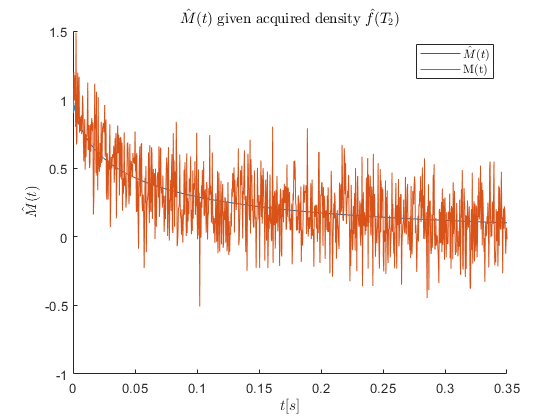 M̂(t) given acquired density f̂(T₂)
1.5
M̂(t)
M(t)
1
0.5
M̂(t)
0
-0.5
-1
0 0.05 0.1 0.15 0.2 0.25 0.3 0.35
t[s]